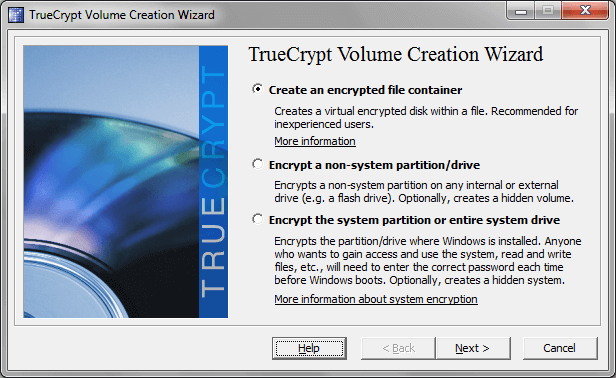 TrueCrypt Volume Creation Wizard
TRUECRYPT
TrueCrypt Volume Creation Wizard
Create an encrypted file container
Creates a virtual encrypted disk within a file. Recommended for
inexperienced users.
More information
Encrypt a non-system partition/drive
Encrypts a non-system partition on any internal or external
drive (e.g. a flash drive). Optionally, creates a hidden volume.
Encrypt the system partition or entire system drive
Encrypts the partition/drive where Windows is installed. Anyone
who wants to gain access and use the system, read and write
files, etc., will need to enter the correct password each time
before Windows boots. Optionally, creates a hidden system.
More information about system encryption
Help
< Back
Next >
Cancel